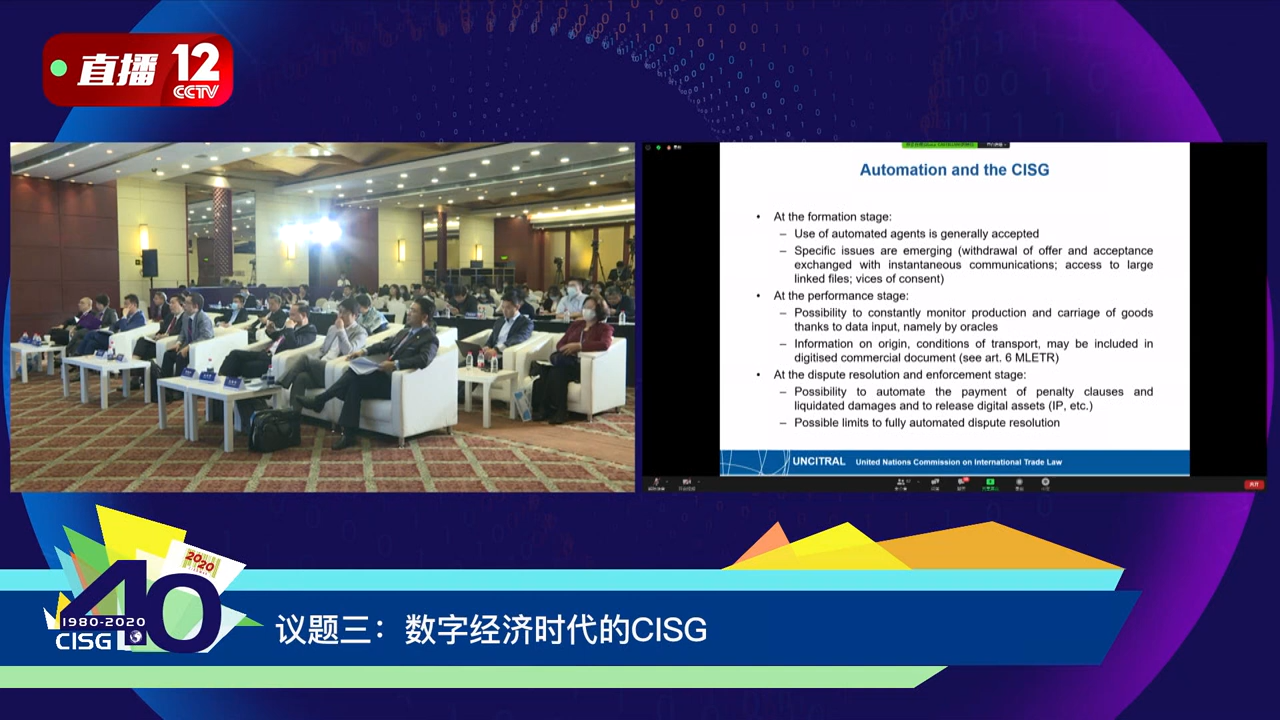 直播 12
CCTV
Automation and the CISG
• At the formation stage:
– Use of automated agents is generally accepted
– Specific issues are emerging (withdrawal of offer and acceptance
exchanged with instantaneous communications; access to large
linked files; vices of consent)
• At the performance stage:
– Possibility to constantly monitor production and carriage of goods
thanks to data input, namely by oracles
– Information on origin, conditions of transport, may be included in
digitised commercial document (see art. 6 MLETR)
• At the dispute resolution and enforcement stage:
– Possibility to automate the payment of penalty clauses and
liquidated damages and to release digital assets (IP, etc.)
– Possible limits to fully automated dispute resolution
UNCITRAL United Nations Commission on International Trade Law
2020
40
1980-2020
CISG
议题三：数字经济时代的CISG